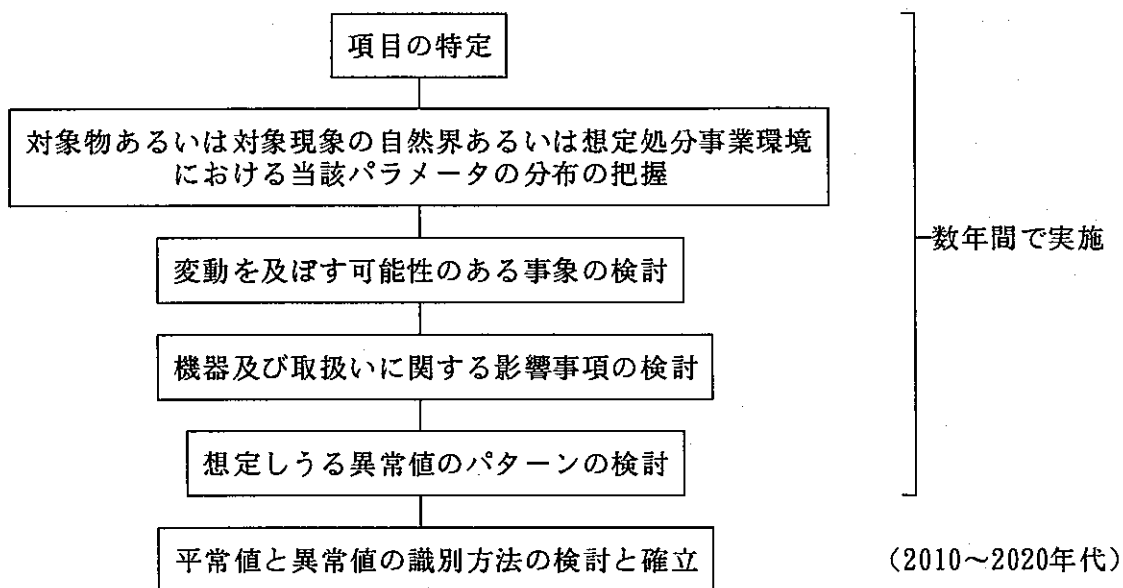 項目の特定
対象物あるいは対象現象の自然界あるいは想定処分事業環境
における当該パラメータの分布の把握
数年間で実施
変動を及ぼす可能性のある事象の検討
機器及び取扱いに関する影響事項の検討
想定しうる異常値のパターンの検討
平常値と異常値の識別方法の検討と確立
(2010～2020年代)